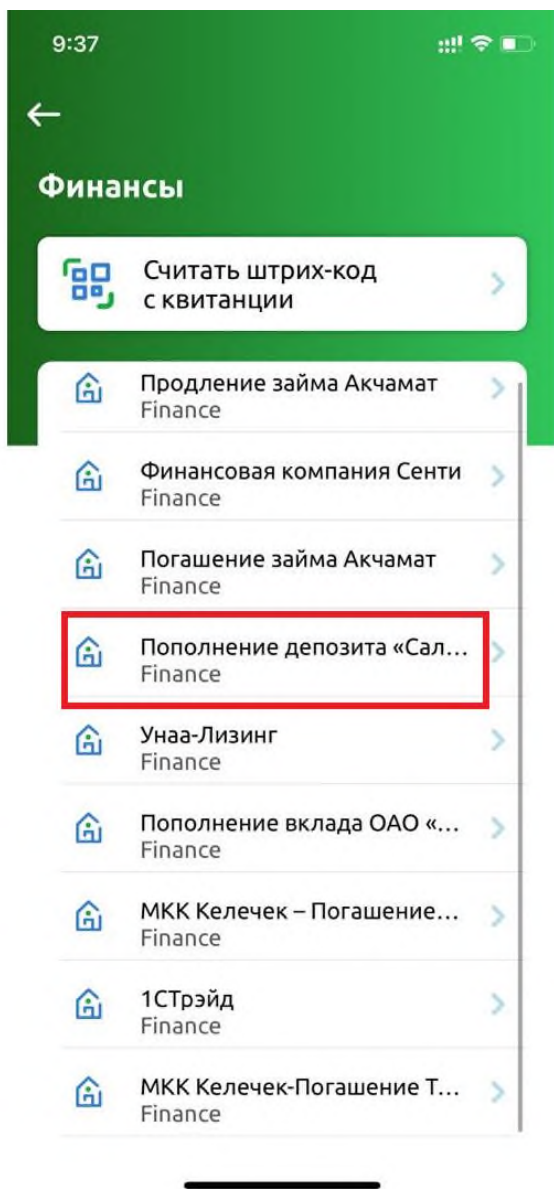 9:37
Финансы
Считать штрих-код
с квитанции
Продление займа Акчамат
Finance
Финансовая компания Сенти
Finance
Погашение займа Акчамат
Finance
Пополнение депозита «Сал...
Finance
Унаа-Лизинг
Finance
Пополнение вклада ОАО «...
Finance
МКК Келечек – Погашение...
Finance
1СТрэйд
Finance
МКК Келечек-Погашение Т...
Finance